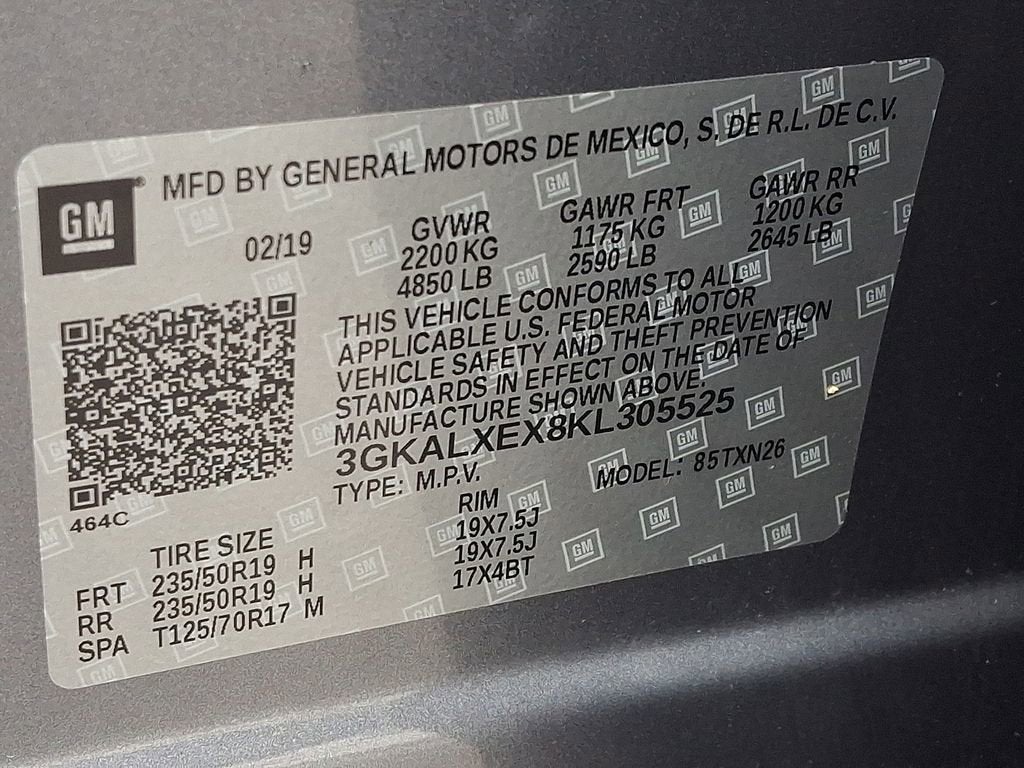 GM
MFD BY GENERAL MOTORS DE MEXICO, S. DE R.L. DE C.V.
02/19
GVWR GAWR FRT GAWR RR
2200 KG 1175 KG 1200 KG
4850 LB 2590 LB 2645 LB
THIS VEHICLE CONFORMS TO ALL
APPLICABLE U.S. FEDERAL MOTOR
VEHICLE SAFETY AND THEFT PREVENTION
STANDARDS IN EFFECT ON THE DATE OF
MANUFACTURE SHOWN ABOVE.
3GKALXEX8KL305525
TYPE: M.P.V. MODEL: 85TXN26
464C
TIRE SIZE RIM
FRT 235/50R19 H 19X7.5J
RR 235/50R19 H 19X7.5J
SPA T125/70R17 M 17X4BT